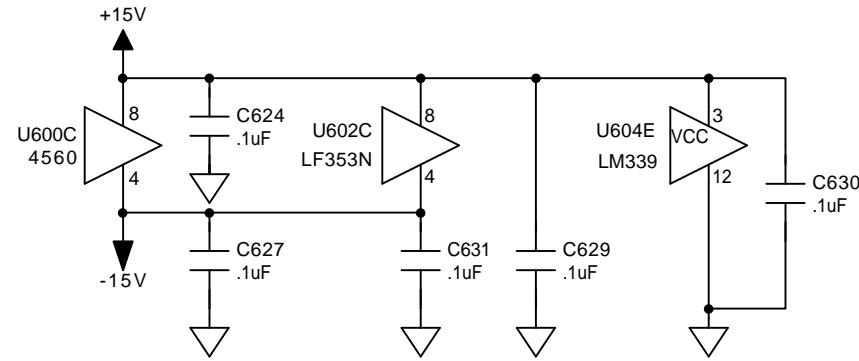 +15V
8
U600C
4560
4
C624
.1uF
8
U602C
LF353N
4
3
U604E
VCC
LM339
12
C630
.1uF
-15V
C627
.1uF
C631
.1uF
C629
.1uF